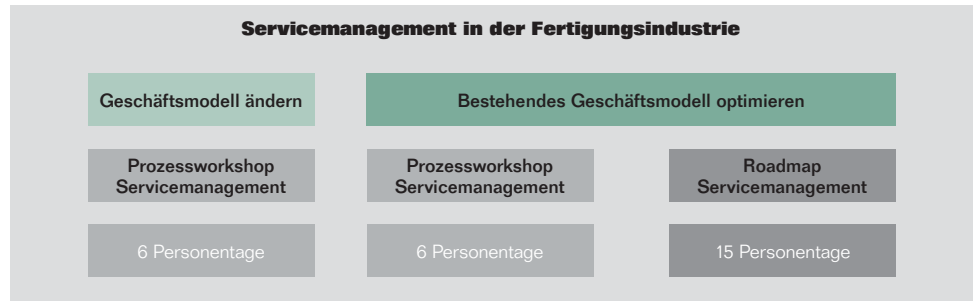 Servicemanagement in der Fertigungsindustrie
Geschäftsmodell ändern
Bestehendes Geschäftsmodell optimieren
Prozessworkshop
Servicemanagement
Prozessworkshop
Servicemanagement
Roadmap
Servicemanagement
6 Personentage
6 Personentage
15 Personentage